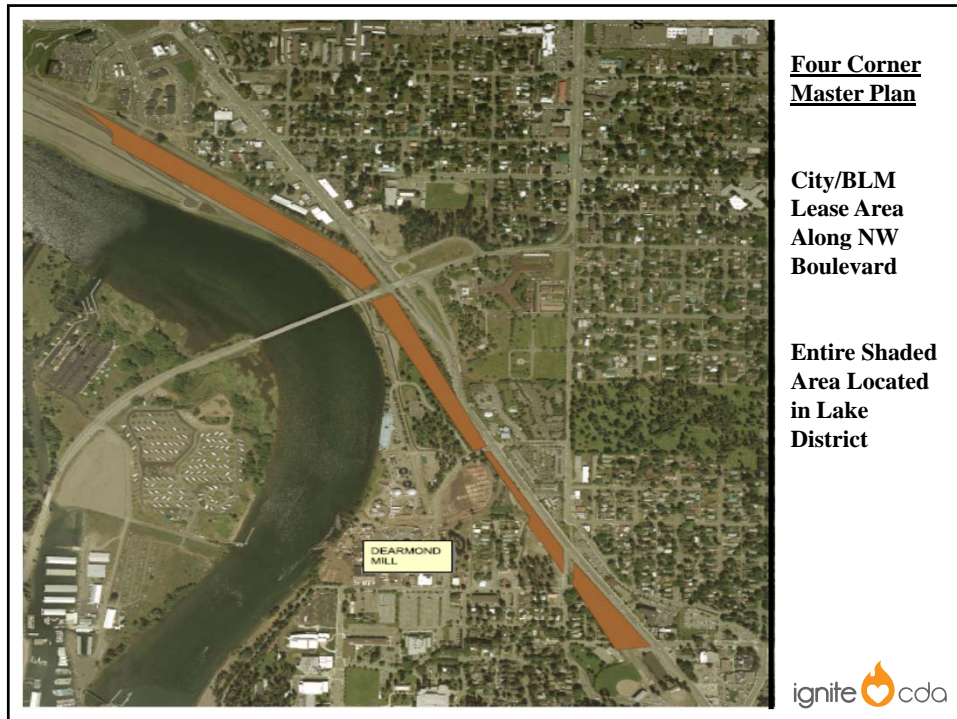 Four Corner
Master Plan
City/BLM
Lease Area
Along NW
Boulevard
Entire Shaded
Area Located
in Lake
District
DEARMOND
MILL
ignite cda